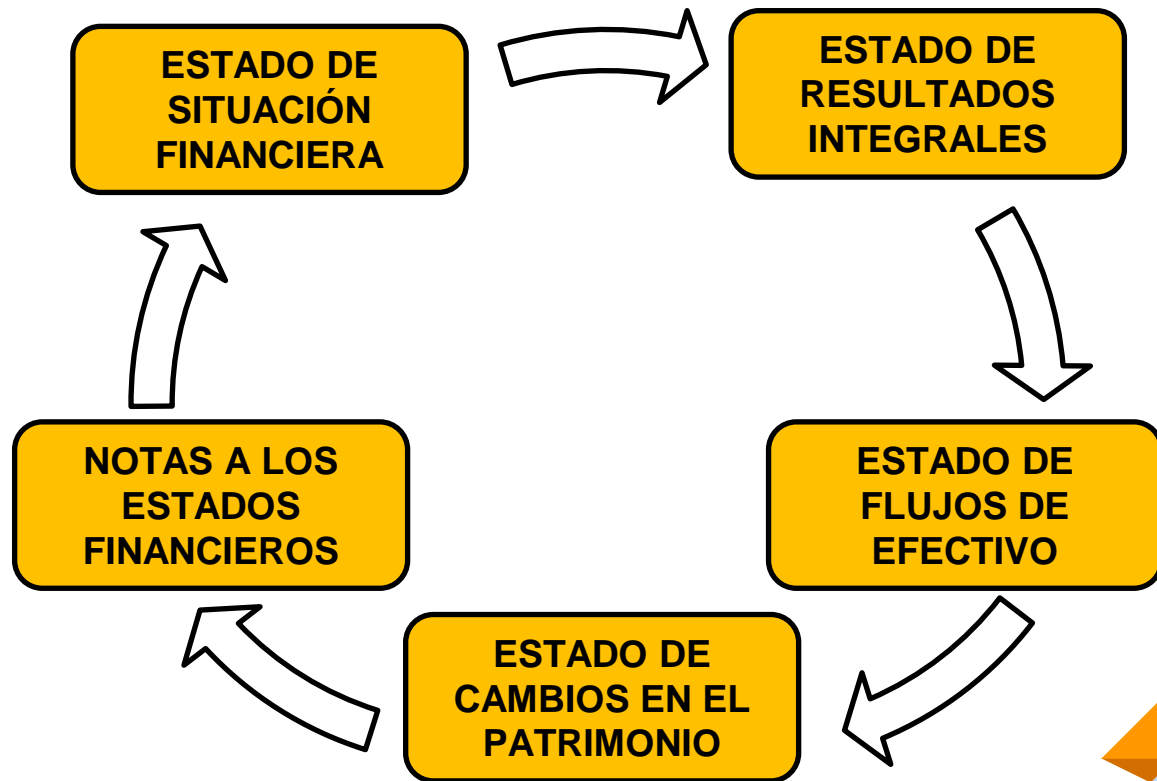 ESTADO DE
SITUACIÓN
FINANCIERA
ESTADO DE
RESULTADOS
INTEGRALES
ESTADO DE
FLUJOS DE
EFECTIVO
ESTADO DE
CAMBIOS EN EL
PATRIMONIO
NOTAS A LOS
ESTADOS
FINANCIEROS